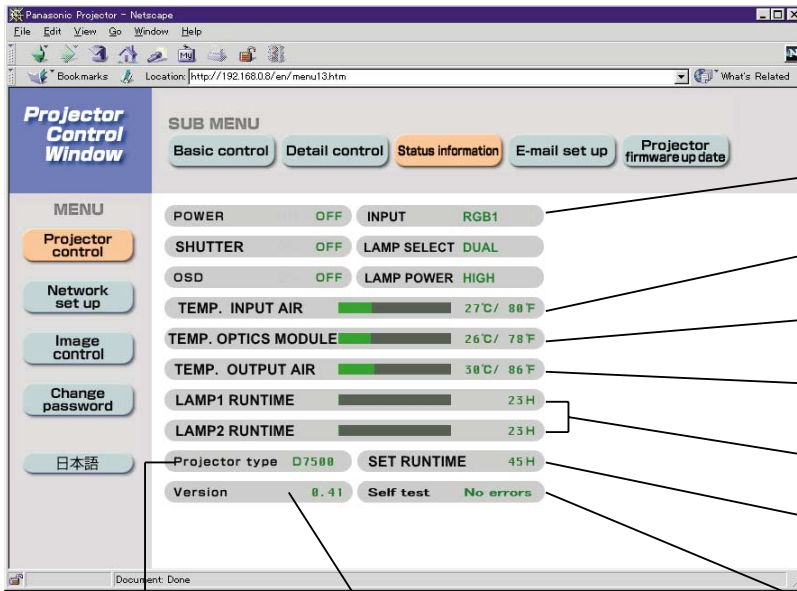 Panasonic Projector - Netscape
File Edit View Go Window Help
My
N
Bookmarks Location: http://192.168.0.8/en/menu13.htm What's Related
Projector
Control
Window
SUB MENU
Basic control Detail control Status information E-mail set up Projector
firmware up date
MENU
Projector
control
Network
set up
Image
control
Change
password
日本語
POWER OFF INPUT RGB1
SHUTTER OFF LAMP SELECT DUAL
OSD OFF LAMP POWER HIGH
TEMP. INPUT AIR 27℃/ 80℉
TEMP. OPTICS MODULE 26℃/ 78℉
TEMP. OUTPUT AIR 30℃/ 86℉
LAMP1 RUNTIME 23H
LAMP2 RUNTIME 23H
Projector type D7500 SET RUNTIME 45H
Version 0.41 Self test No errors
Document: Done